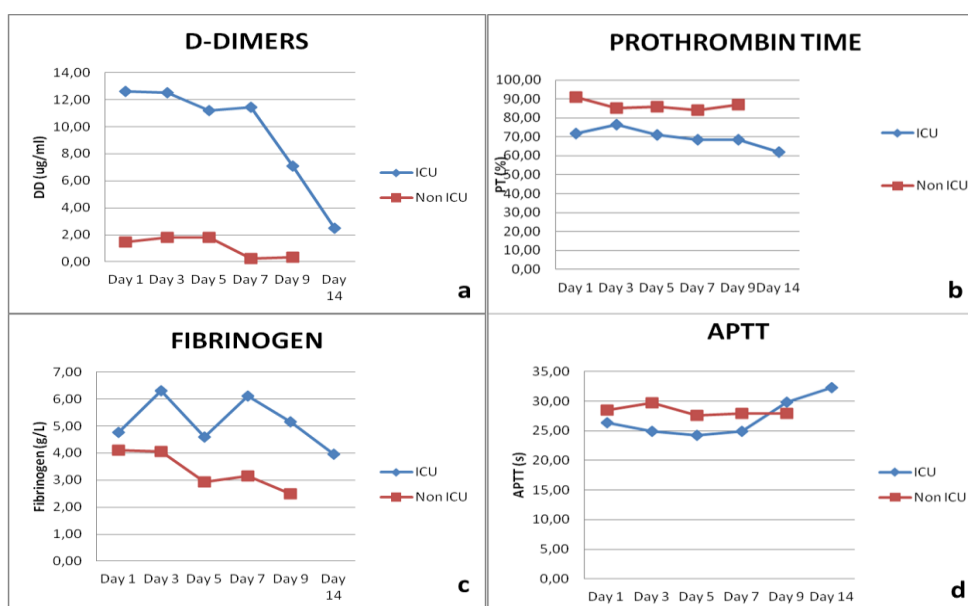 D-DIMERS
14,00
12,00
10,00
8,00
6,00
4,00
2,00
0,00
DD (ug/ml)
Day 1 Day 3 Day 5 Day 7 Day 9 Day
14
ICU
Non ICU
a
PROTHROMBIN TIME
100,00
90,00
80,00
70,00
60,00
50,00
40,00
30,00
20,00
10,00
0,00
PT (%)
Day 1 Day 3 Day 5 Day 7 Day 9 Day 14
ICU
Non ICU
b
FIBRINOGEN
7,00
6,00
5,00
4,00
3,00
2,00
1,00
0,00
Fibrinogen (g/L)
Day 1 Day 3 Day 5 Day 7 Day 9 Day
14
ICU
Non ICU
c
APTT
35,00
30,00
25,00
20,00
15,00
10,00
5,00
0,00
APTT (s)
Day 1 Day 3 Day 5 Day 7 Day 9 Day 14
ICU
Non ICU
d